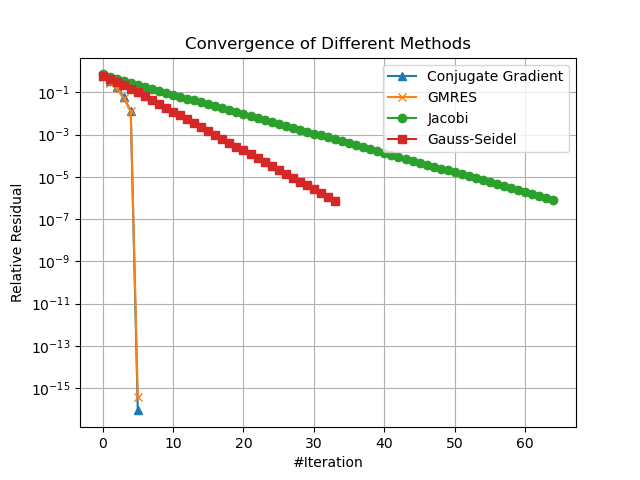 Convergence of Different Methods
Conjugate Gradient
GMRES
Jacobi
Gauss-Seidel
Relative Residual
10⁻¹
10⁻³
10⁻⁵
10⁻⁷
10⁻⁹
10⁻¹¹
10⁻¹³
10⁻¹⁵
0 10 20 30 40 50 60
#Iteration